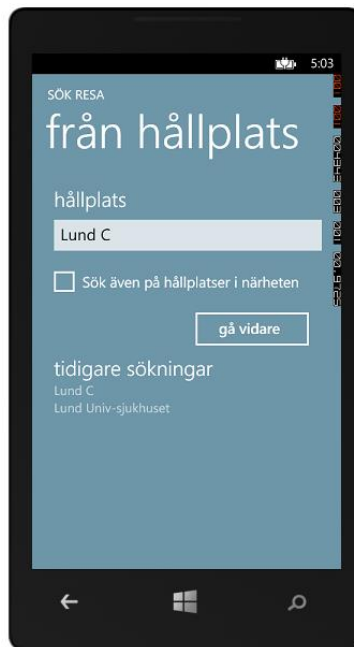 5:03
SÖK RESA
från hållplats
hållplats
Lund C
Sök även på hållplatser i närheten
gå vidare
tidigare sökningar
Lund C
Lund Univ-sjukhuset